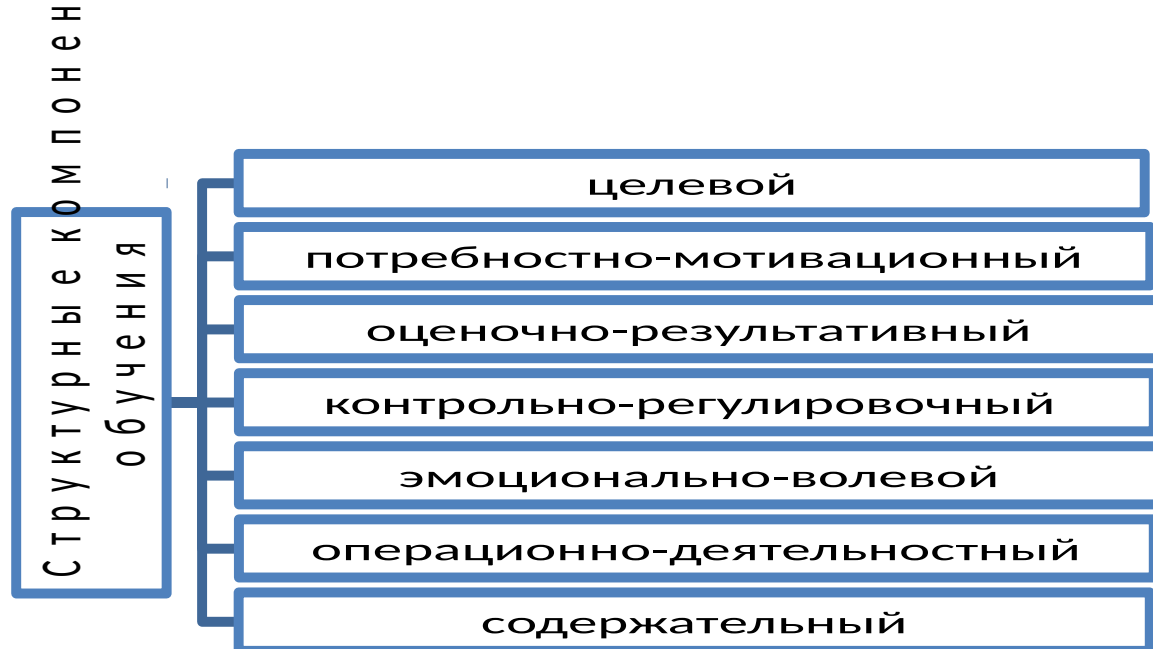 Структурные компонен
обучения
целевой
потребностно-мотивационный
оценочно-результативный
контрольно-регулировочный
эмоционально-волевой
операционно-деятельностный
содержательный